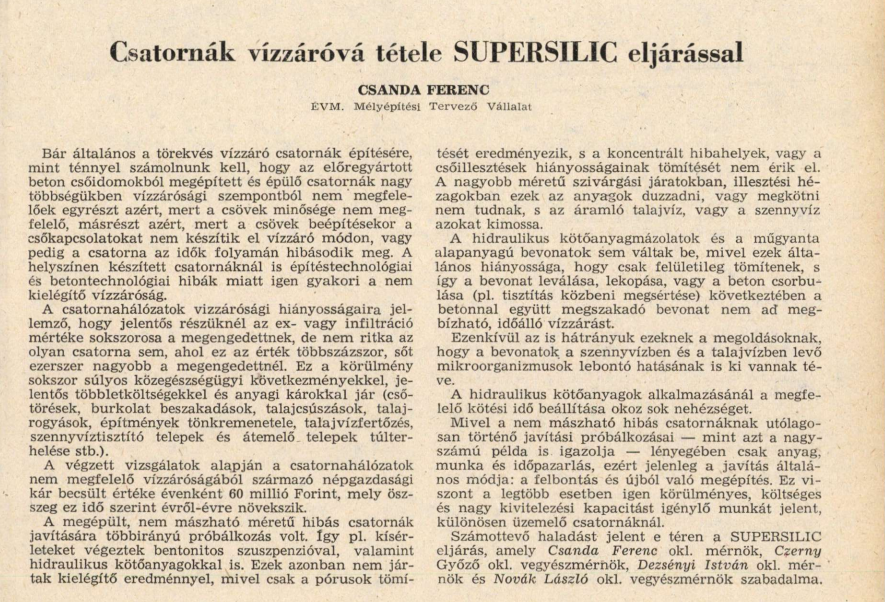 Csatornák vízzáróvá tétele SUPERSILIC eljárással
CSANDA FERENC
ÉVM. Mélyépítési Tervező Vállalat
Bár általános a törekvés vízzáró csatornák építésére,
mint ténnyel számolnunk kell, hogy az előregyártott
beton csőidomokból megépített és épülő csatornák nagy
többségükben vízzárósági szempontból nem megfele-
lőek egyrészt azért, mert a csövek minősége nem meg-
felelő, másrészt azért, mert a csövek beépítésekor a
csőkapcsolatokat nem készítik el vízzáró módon, vagy
pedig a csatorna az idők folyamán hibásodik meg. A
helyszínen készített csatornáknál is építéstechnológiai
és betontechnológiai hibák miatt igen gyakori a nem
kielégítő vízzáróság.
A csatornahálózatok vizzárósági hiányosságaira jel-
lemző, hogy jelentős részüknél az ex- vagy infiltráció
mértéke sokszorosa a megengedettnek, de nem ritka az
olyan csatorna sem, ahol ez az érték többszázszor, sőt
ezerszer nagyobb a megengedettnél. Ez a körülmény
sokszor súlyos közegészségügyi következményekkel, je-
lentős többletköltségekkel és anyagi károkkal jár (cső-
törések, burkolat beszakadások, talajcsúszások, talaj-
rogyások, építmények tönkremenetele, talajvízfertőzés,
szennyvíztisztító telepek és átemelő telepek túlter-
helése stb.).
A végzett vizsgálatok alapján a csatornahálózatok
nem megfelelő vízzáróságából származó népgazdasági
kár becsült értéke évenként 60 millió Forint, mely ösz-
szeg ez idő szerint évről-évre növekszik.
A megépült, nem mászható méretű hibás csatornák
javítására többirányú próbálkozás volt. Így pl. kísér-
leteket végeztek bentonitos szuszpenzióval, valamint
hidraulikus kötőanyagokkal is. Ezek azonban nem jár-
tak kielégítő eredménnyel, mivel csak a pórusok tömí-
tését eredményezik, s a koncentrált hibahelyek, vagy a
csőillesztések hiányosságainak tömítését nem érik el.
A nagyobb méretű szivárgási járatokban, illesztési hé-
zagokban ezek az anyagok duzzadni, vagy megkötni
nem tudnak, s az áramló talajvíz, vagy a szennyvíz
azokat kimossa.
A hidraulikus kötőanyagmázolatok és a műgyanta
alapanyagú bevonatok sem váltak be, mivel ezek álta-
lános hiányossága, hogy csak felületileg tömítenek, s
így a bevonat leválása, lekopása, vagy a beton csorbu-
lása (pl. tisztítás közbeni megsértése) következtében a
betonnal együtt megszakadó bevonat nem ad meg-
bízható, időálló vízzárást.
Ezenkívül az is hátrányuk ezeknek a megoldásoknak,
hogy a bevonatok a szennyvízben és a talajvízben levő
mikroorganizmusok lebontó hatásának is ki vannak té-
ve.
A hidraulikus kötőanyagok alkalmazásánál a megfe-
lelő kötési idő beállítása okoz sok nehézséget.
Mivel a nem mászható hibás csatornáknak utólago-
san történő javítási próbálkozásai — mint azt a nagy-
számú példa is igazolja — lényegében csak anyag,
munka és időpazarlás, ezért jelenleg a javítás általá-
nos módja: a felbontás és újból való megépítés. Ez vi-
szont a legtöbb esetben igen körülményes, költséges
és nagy kivitelezési kapacitást igénylő munkát jelent,
különösen üzemelő csatornáknál.
Számottevő haladást jelent e téren a SUPERSILIC
eljárás, amely Csanda Ferenc okl. mérnök, Czerny
Győző okl. vegyészmérnök, Dezsényi István okl. mér-
nök és Novák László okl. vegyészmérnök szabadalma.